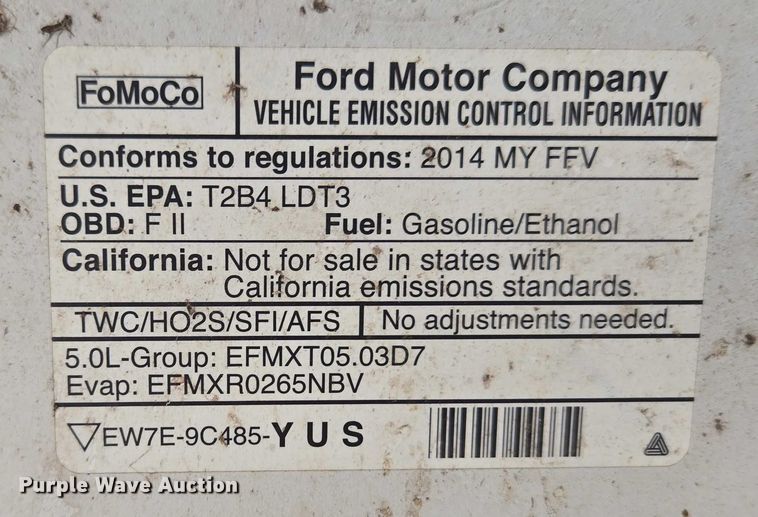 FoMoCo
Ford Motor Company
VEHICLE EMISSION CONTROL INFORMATION
Conforms to regulations: 2014 MY FFV
U.S. EPA: T2B4 LDT3
OBD: F II Fuel: Gasoline/Ethanol
California: Not for sale in states with
California emissions standards.
TWC/HO2S/SFI/AFS No adjustments needed.
5.0L-Group: EFMXT05.03D7
Evap: EFMXR0265NBV
EW7E-9C485-YUS
Purple Wave Auction